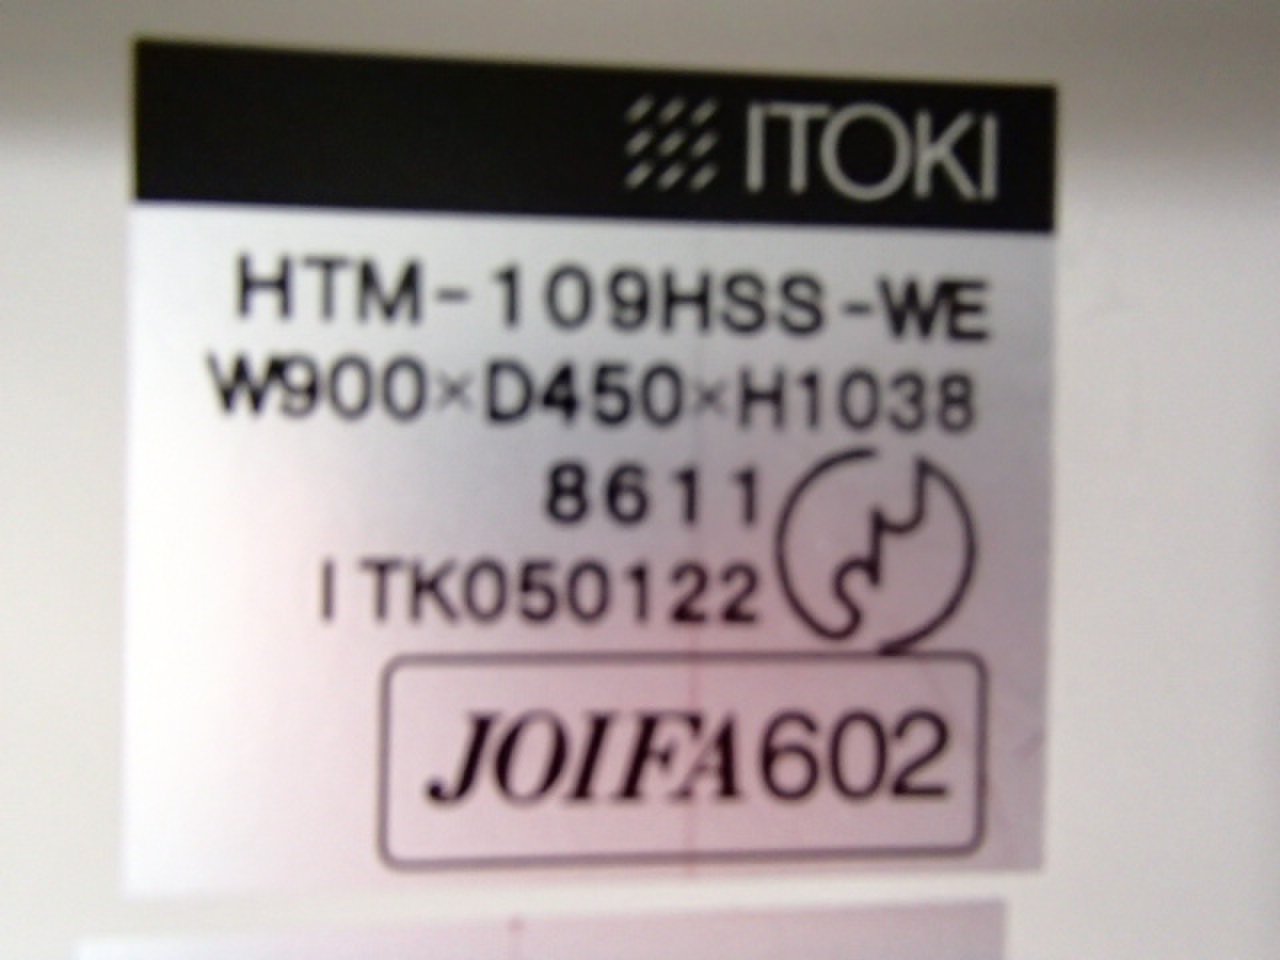 ITOKI
HTM-109HSS-WE
W900×D450×H1038
8611
ITK050122
JOIFA602